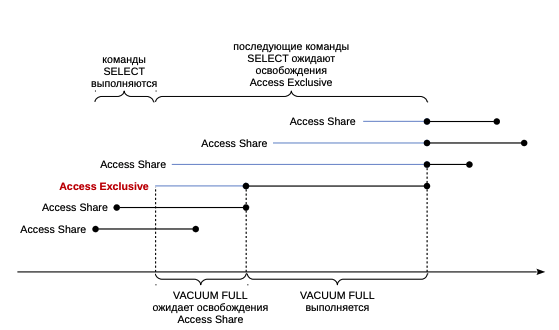 команды
SELECT
выполняются
последующие команды
SELECT ожидают
освобождения
Access Exclusive
Access Share
Access Share
Access Share
Access Exclusive
Access Share
Access Share
VACUUM FULL
ожидает освобождения
Access Share
VACUUM FULL
выполняется